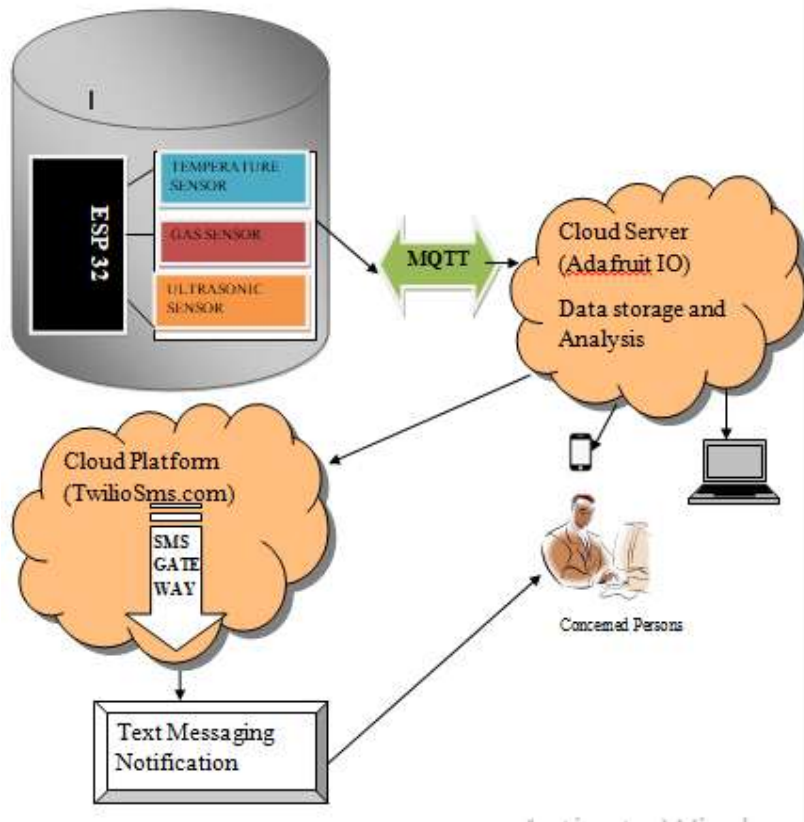 ESP 32
TEMPERATURE
SENSOR
GAS SENSOR
ULTRASONIC
SENSOR
MQTT
Cloud Server
(Adafruit IO)
Data storage and
Analysis
Cloud Platform
(TwilioSms.com)
SMS
GATE
WAY
Concerned Persons
Text Messaging
Notification